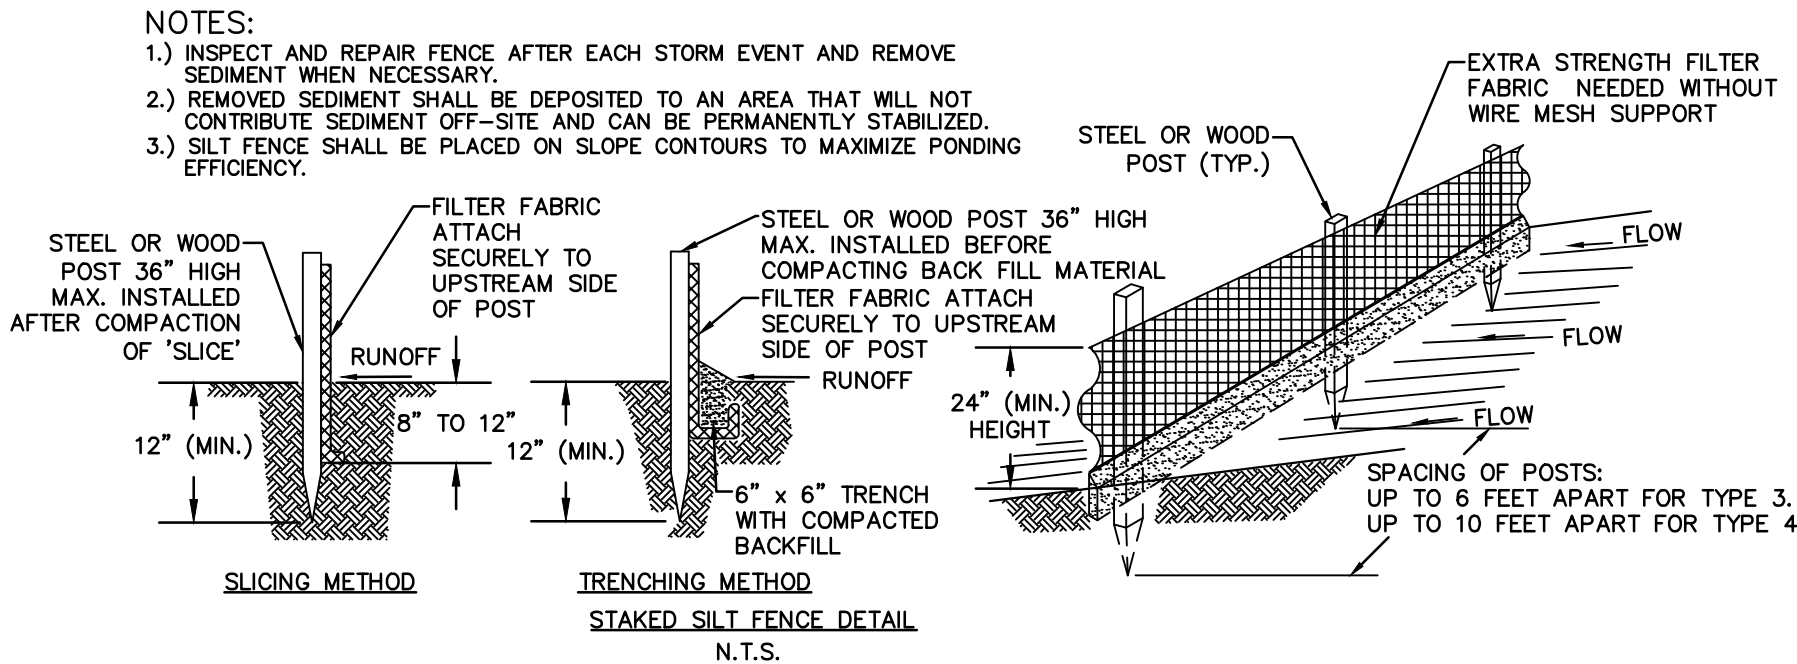 NOTES:
1.) INSPECT AND REPAIR FENCE AFTER EACH STORM EVENT AND REMOVE
SEDIMENT WHEN NECESSARY.
2.) REMOVED SEDIMENT SHALL BE DEPOSITED TO AN AREA THAT WILL NOT
CONTRIBUTE SEDIMENT OFF-SITE AND CAN BE PERMANENTLY STABILIZED.
3.) SILT FENCE SHALL BE PLACED ON SLOPE CONTOURS TO MAXIMIZE PONDING
EFFICIENCY.
STEEL OR WOOD
POST 36" HIGH
MAX. INSTALLED
AFTER COMPACTION
OF 'SLICE'
FILTER FABRIC
ATTACH
SECURELY TO
UPSTREAM SIDE
OF POST
RUNOFF
12" (MIN.)
8" TO 12"
SLICING METHOD
STEEL OR WOOD POST 36" HIGH
MAX. INSTALLED BEFORE
COMPACTING BACK FILL MATERIAL
FILTER FABRIC ATTACH
SECURELY TO UPSTREAM
SIDE OF POST
RUNOFF
12" (MIN.)
6" x 6" TRENCH
WITH COMPACTED
BACKFILL
TRENCHING METHOD
STAKED SILT FENCE DETAIL
N.T.S.
EXTRA STRENGTH FILTER
FABRIC NEEDED WITHOUT
WIRE MESH SUPPORT
STEEL OR WOOD
POST (TYP.)
FLOW
FLOW
FLOW
24" (MIN.)
HEIGHT
SPACING OF POSTS:
UP TO 6 FEET APART FOR TYPE 3.
UP TO 10 FEET APART FOR TYPE 4